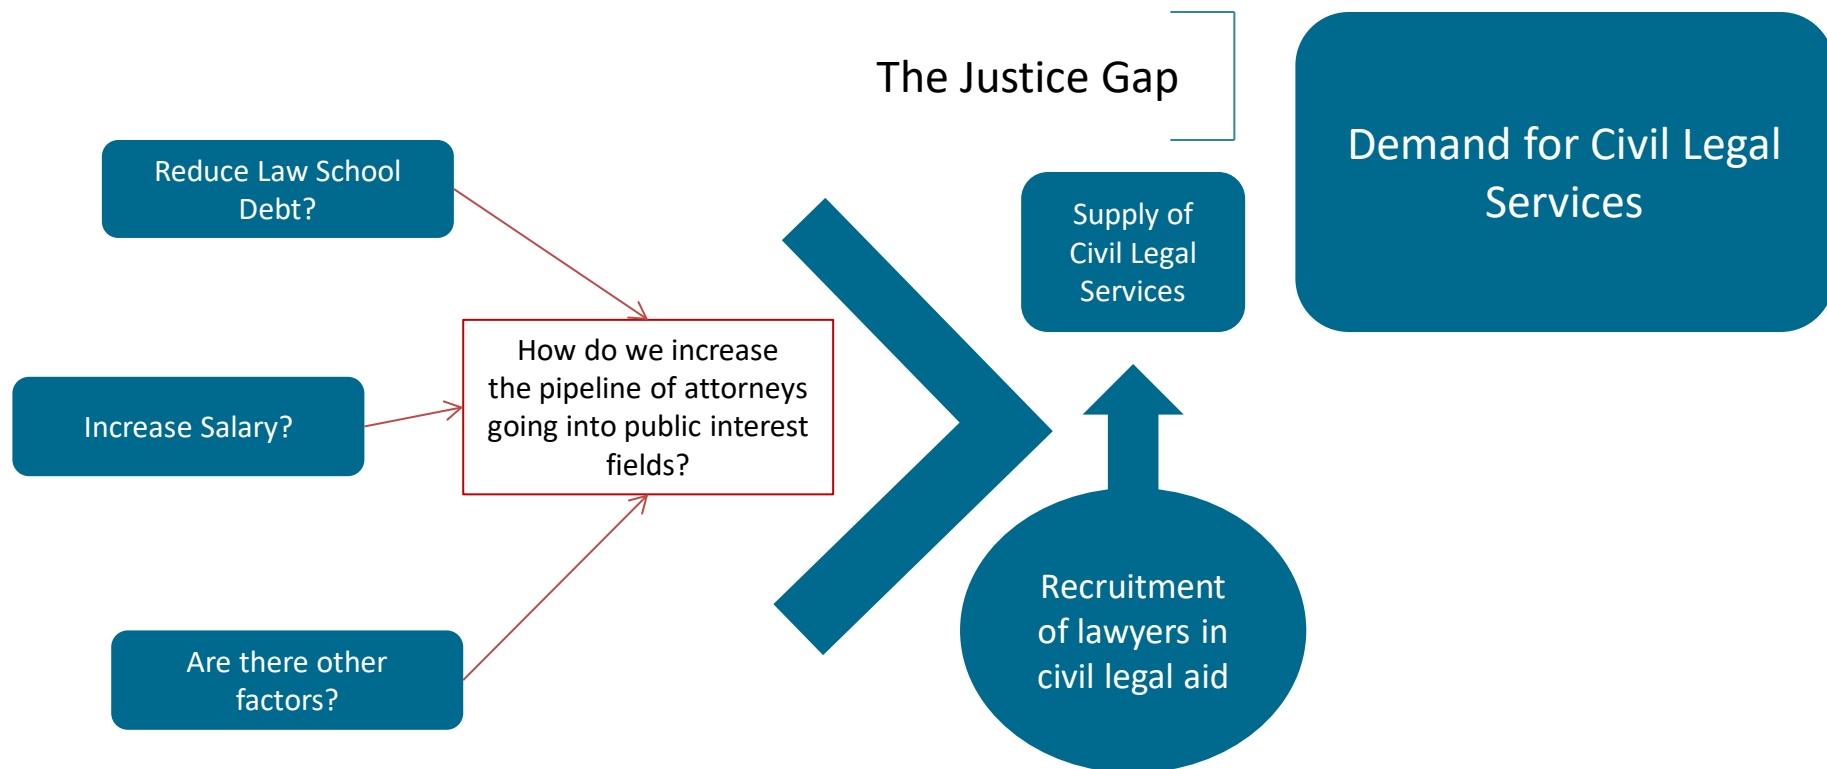 The Justice Gap
Demand for Civil Legal
Services
Reduce Law School
Debt?
Supply of
Civil Legal
Services
How do we increase
the pipeline of attorneys
going into public interest
fields?
Increase Salary?
Recruitment
of lawyers in
civil legal aid
Are there other
factors?